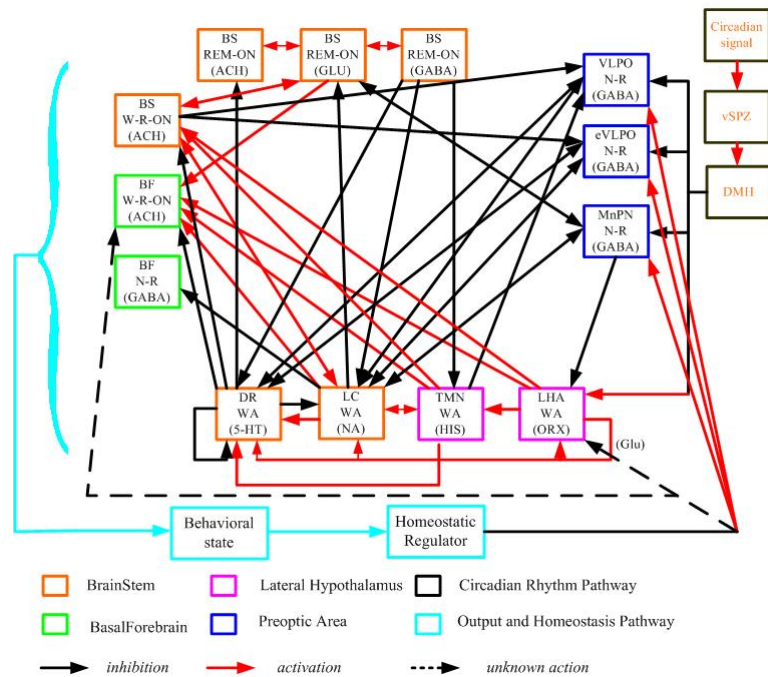 BS
REM-ON
(ACH)
BS
REM-ON
(GLU)
BS
REM-ON
(GABA)
VLPO
N-R
(GABA)
Circadian
signal
BS
W-R-ON
(ACH)
eVLPO
N-R
(GABA)
vSPZ
BF
W-R-ON
(ACH)
MnPN
N-R
(GABA)
DMH
BF
N-R
(GABA)
DR
WA
(5-HT)
LC
WA
(NA)
TMN
WA
(HIS)
LHA
WA
(ORX)
(Glu)
Behavioral
state
Homeostatic
Regulator
BrainStem
Lateral Hypothalamus
Circadian Rhythm Pathway
BasalForebrain
Preoptic Area
Output and Homeostasis Pathway
inhibition
activation
unknown action